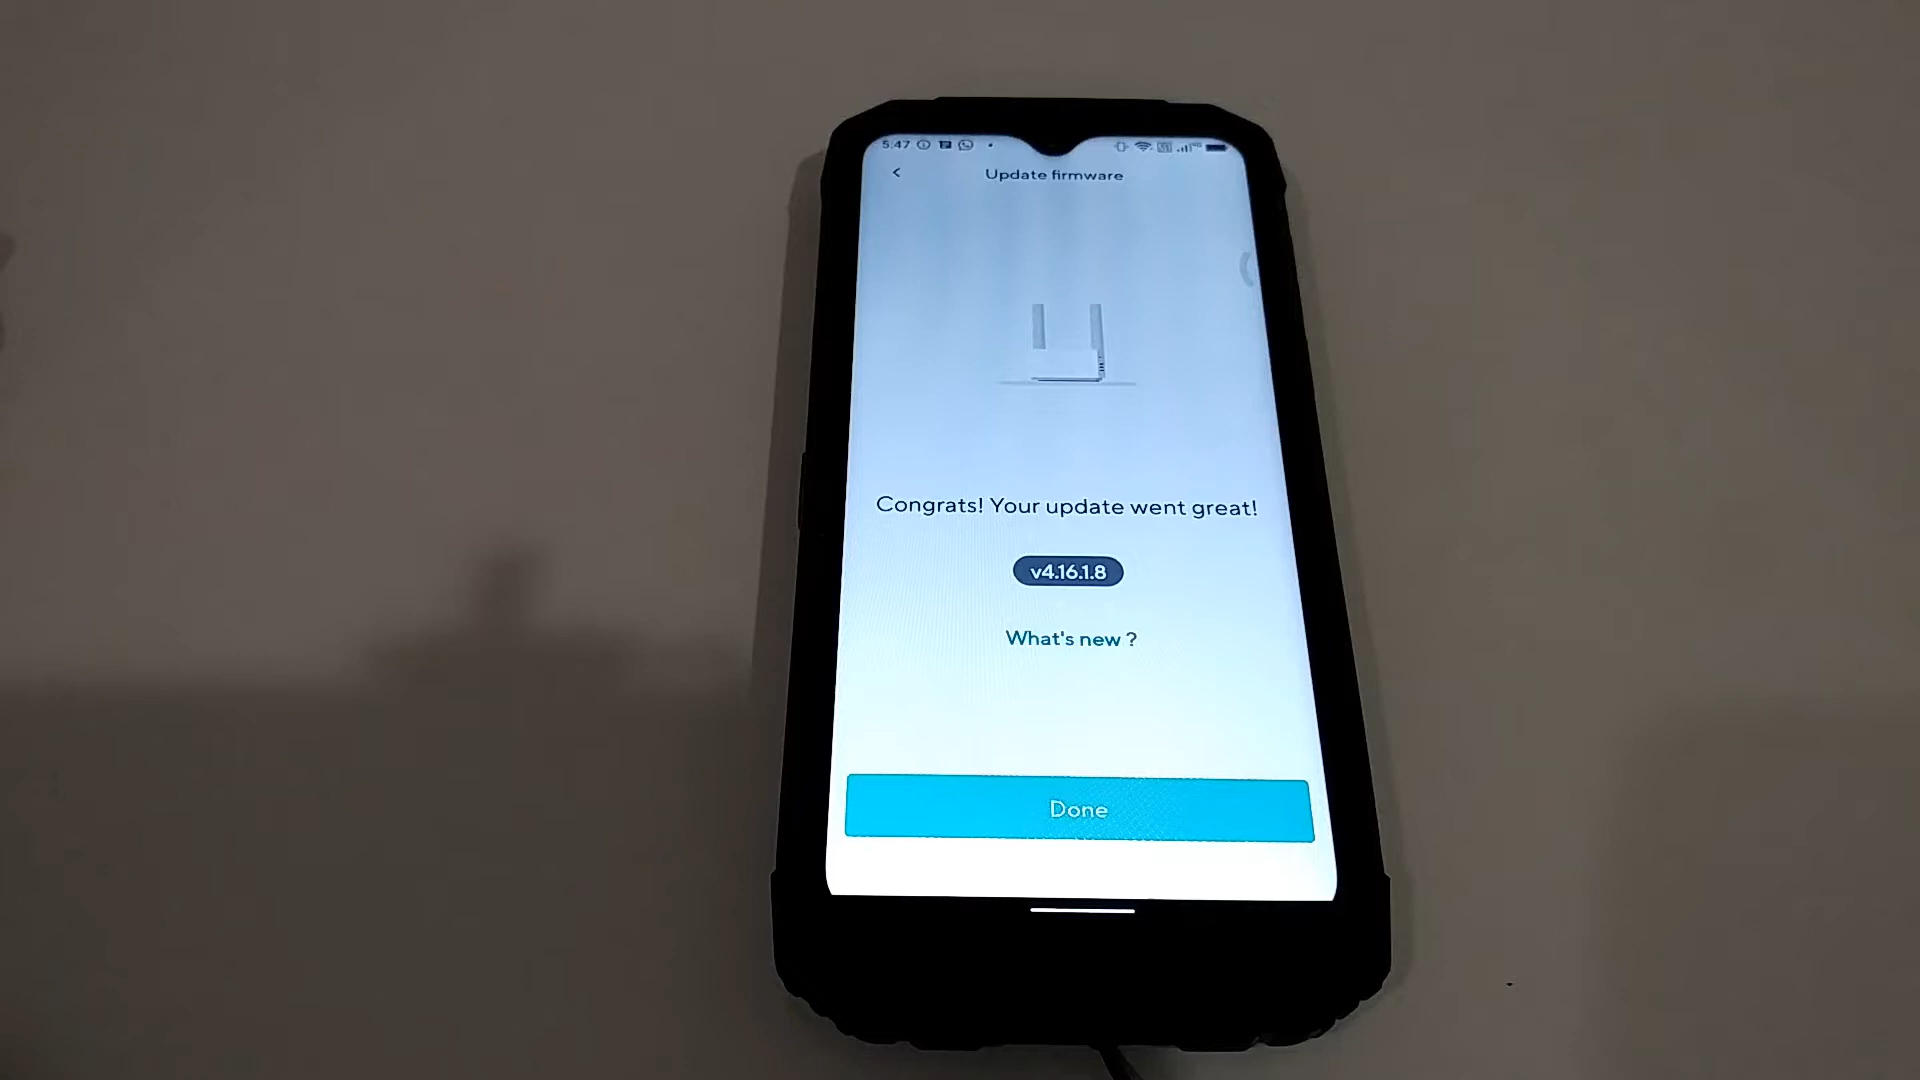 5:47
Update firmware
Congrats! Your update went great!
v4.16.1.8
What's new ?
Done